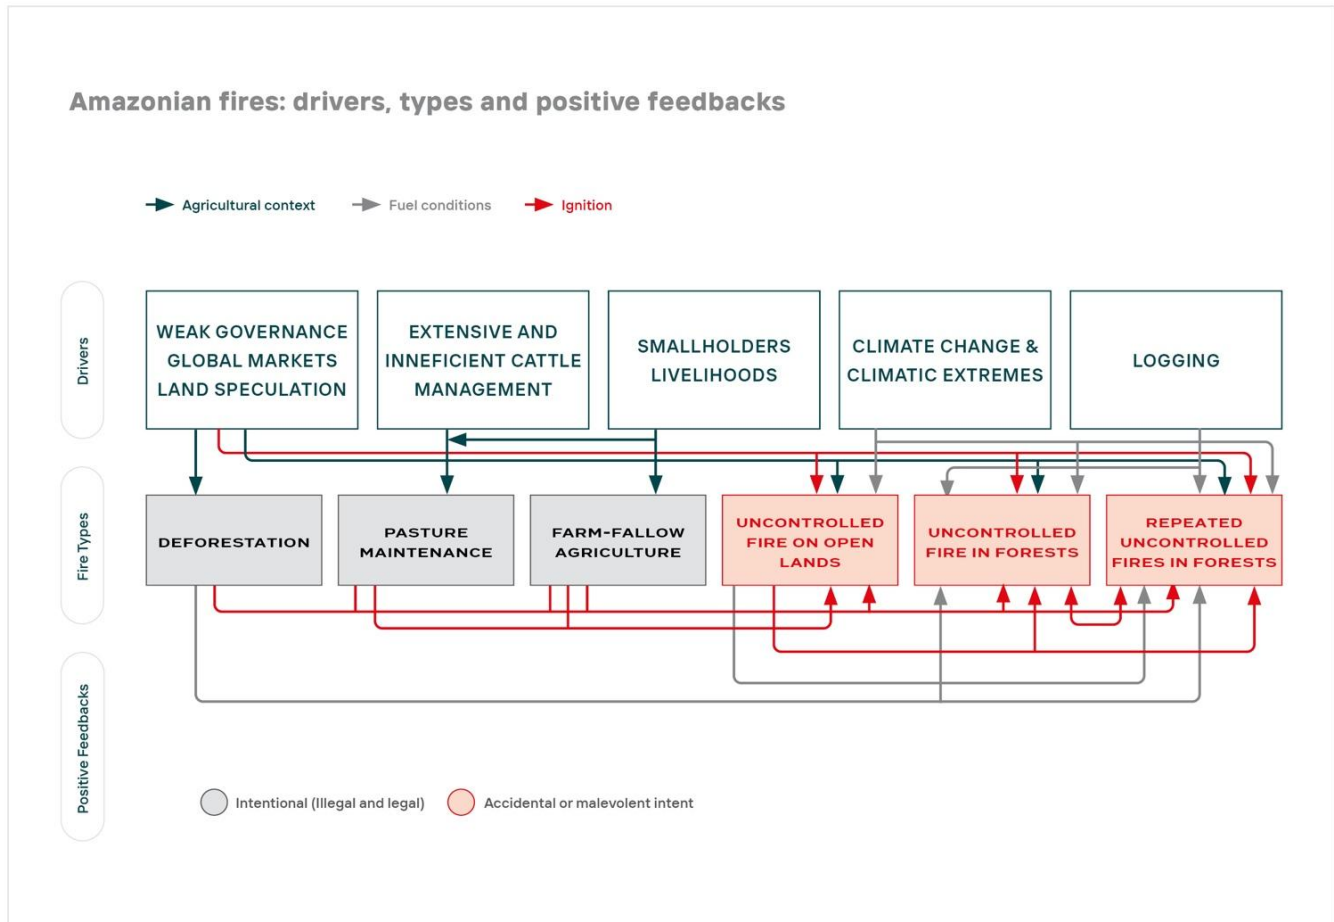 Amazonian fires: drivers, types and positive feedbacks
Agricultural context
Fuel conditions
Ignition
Drivers
WEAK GOVERNANCE
GLOBAL MARKETS
LAND SPECULATION
EXTENSIVE AND
INNEFICIENT CATTLE
MANAGEMENT
SMALLHOLDERS
LIVELIHOODS
CLIMATE CHANGE &
CLIMATIC EXTREMES
LOGGING
Fire Types
DEFORESTATION
PASTURE
MAINTENANCE
FARM-FALLOW
AGRICULTURE
UNCONTROLLED
FIRE ON OPEN
LANDS
UNCONTROLLED
FIRE IN FORESTS
REPEATED
UNCONTROLLED
FIRES IN FORESTS
Positive Feedbacks
Intentional (Illegal and legal)
Accidental or malevolent intent